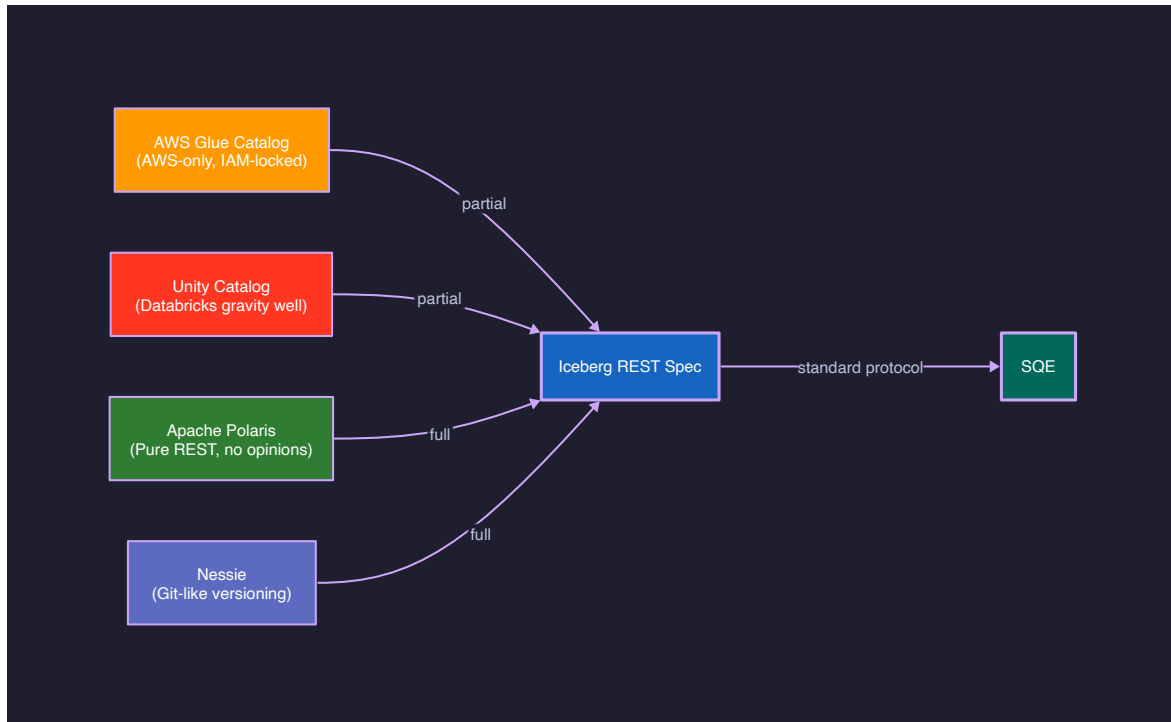 AWS Glue Catalog
(AWS-only, IAM-locked)
partial
Unity Catalog
(Databricks gravity well)
partial
Iceberg REST Spec
standard protocol
SQE
Apache Polaris
(Pure REST, no opinions)
full
Nessie
(Git-like versioning)
full